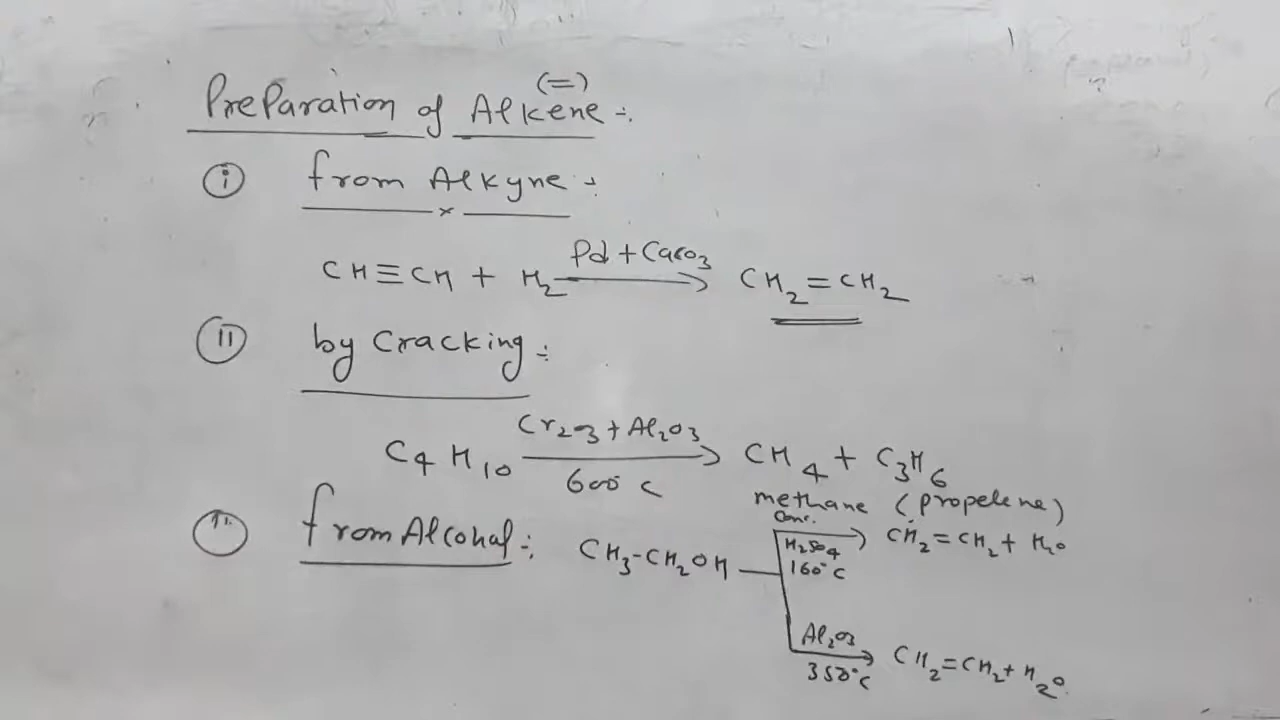 (=)
Preparation of Alkene :-
(i) from Alkyne :-
CH≡CH + H2 Pd + CaCO3 → CH2=CH2
(ii) by Cracking :-
C4H10 Cr2O3 + Al2O3 600°C → CH4 + C3H6
methane (propelene)
(iii) from Alcohal :- CH3-CH2OH
Conc. H2SO4 160°C → CH2=CH2 + H2O
Al2O3 350°C → CH2=CH2 + H2O